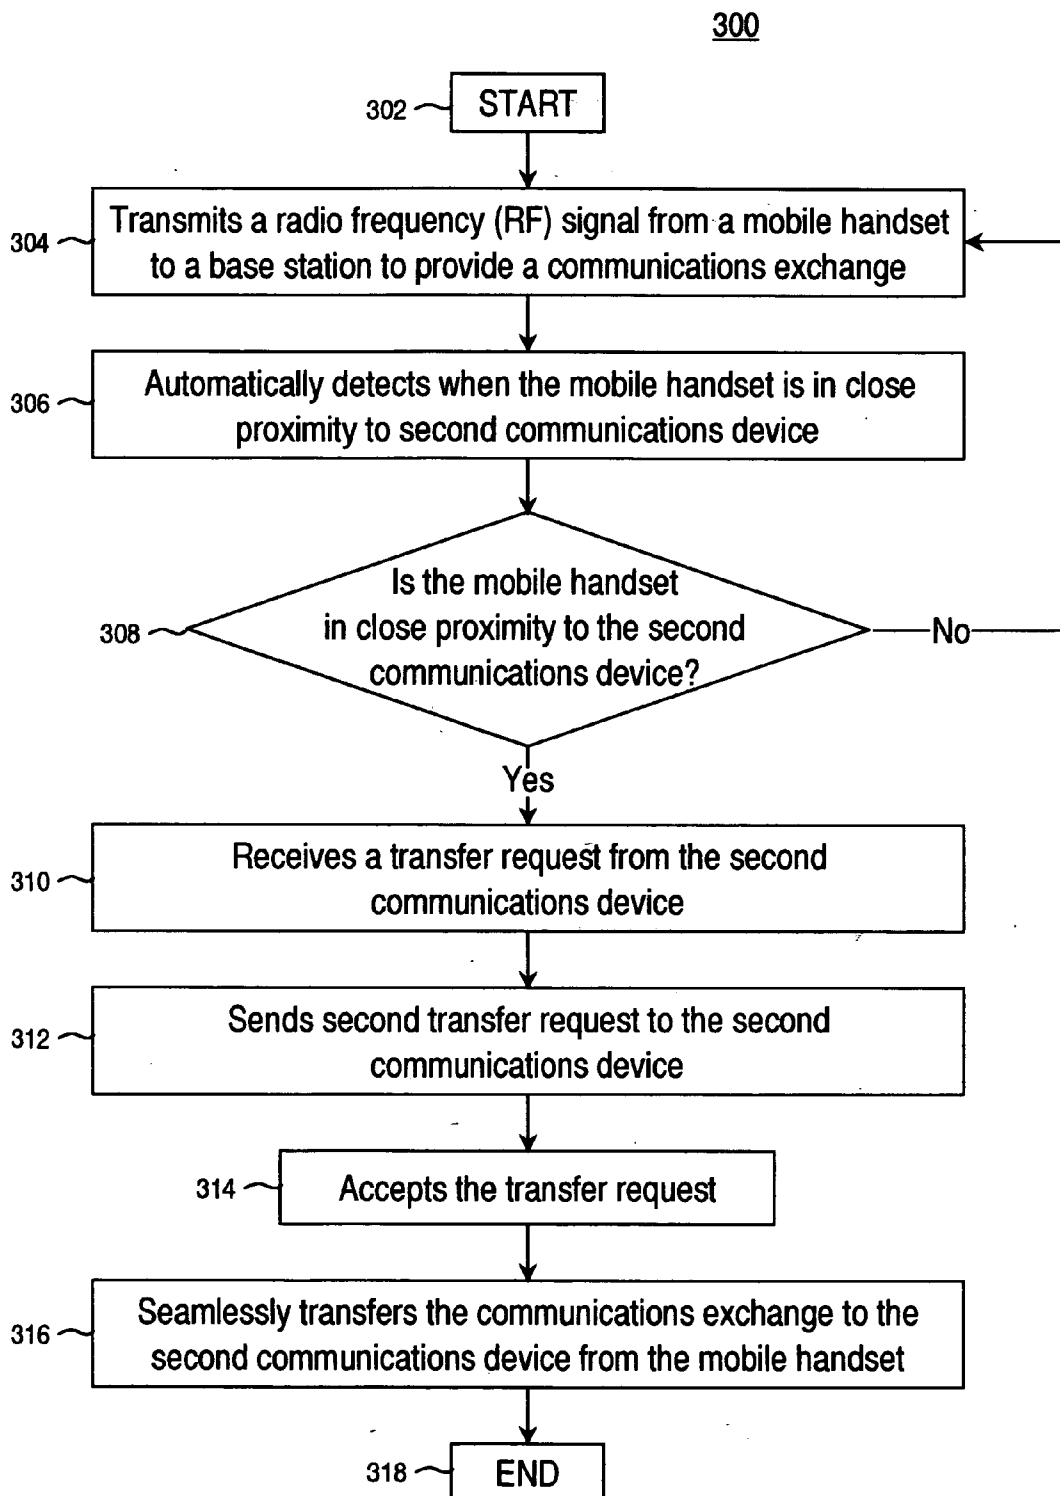 300
302
START
304
Transmits a radio frequency (RF) signal from a mobile handset
to a base station to provide a communications exchange
306
Automatically detects when the mobile handset is in close
proximity to second communications device
308
Is the mobile handset
in close proximity to the second
communications device?
No
Yes
310
Receives a transfer request from the second
communications device
312
Sends second transfer request to the second
communications device
314
Accepts the transfer request
316
Seamlessly transfers the communications exchange to the
second communications device from the mobile handset
318
END